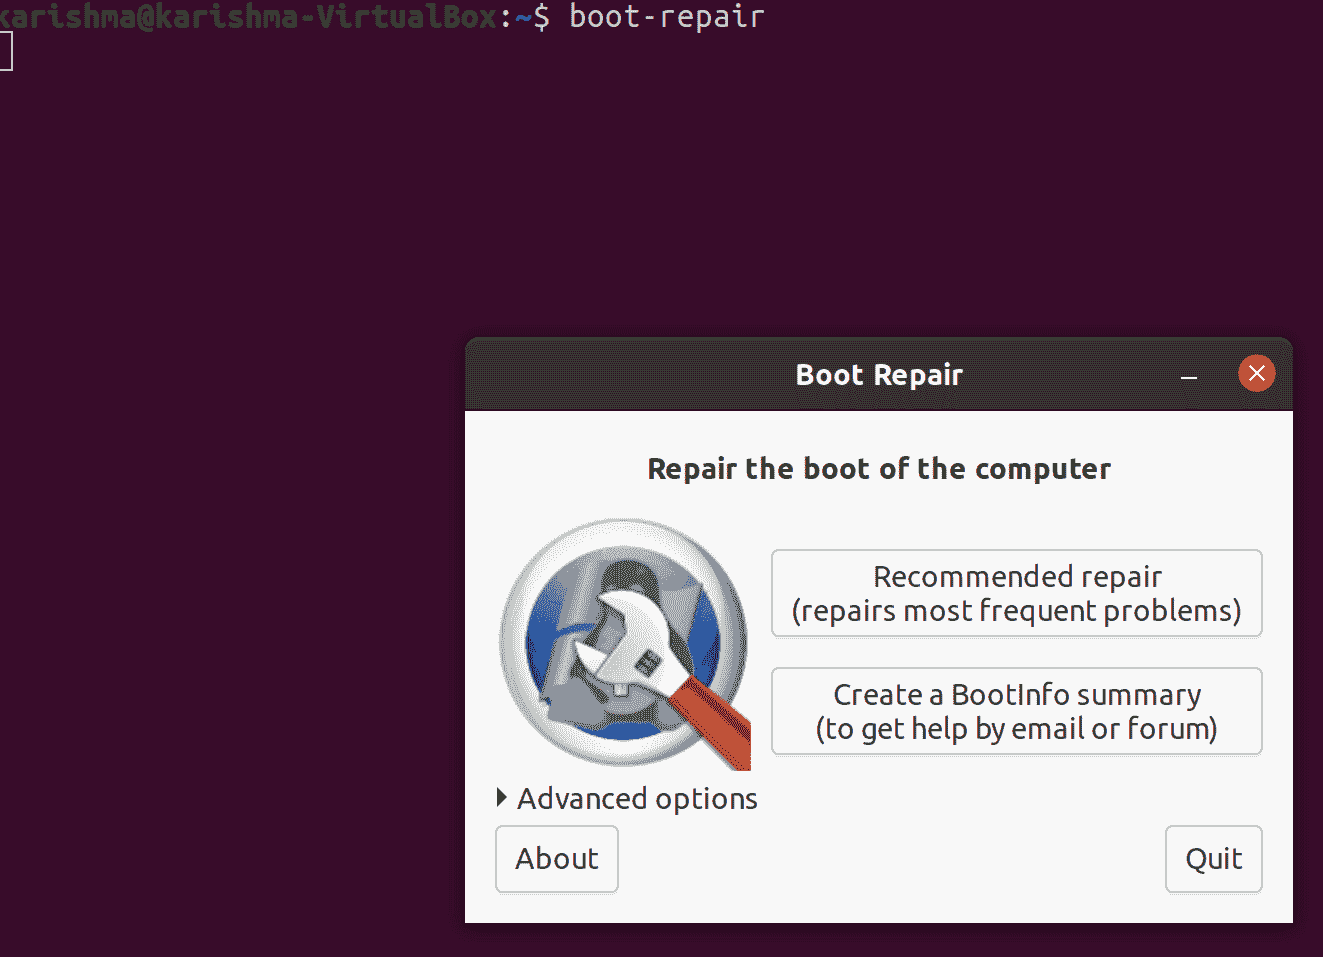 karishma@karishma-VirtualBox:~$ boot-repair
Boot Repair
Repair the boot of the computer
Recommended repair
(repairs most frequent problems)
Create a BootInfo summary
(to get help by email or forum)
Advanced options
About
Quit